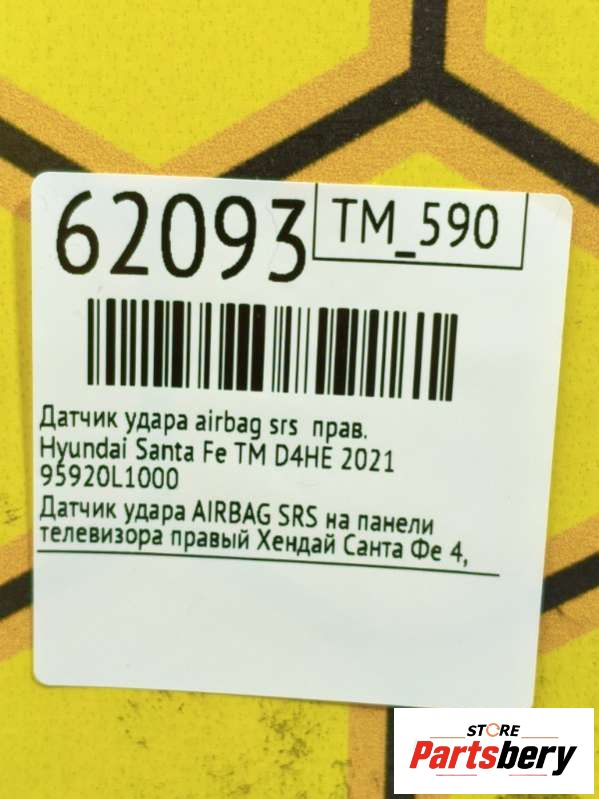 62093
TM_590
Датчик удара airbag srs прав.
Hyundai Santa Fe TM D4HE 2021
95920L1000
Датчик удара AIRBAG SRS на панели
телевизора правый Хендай Санта Фе 4,
STORE
Partsbery